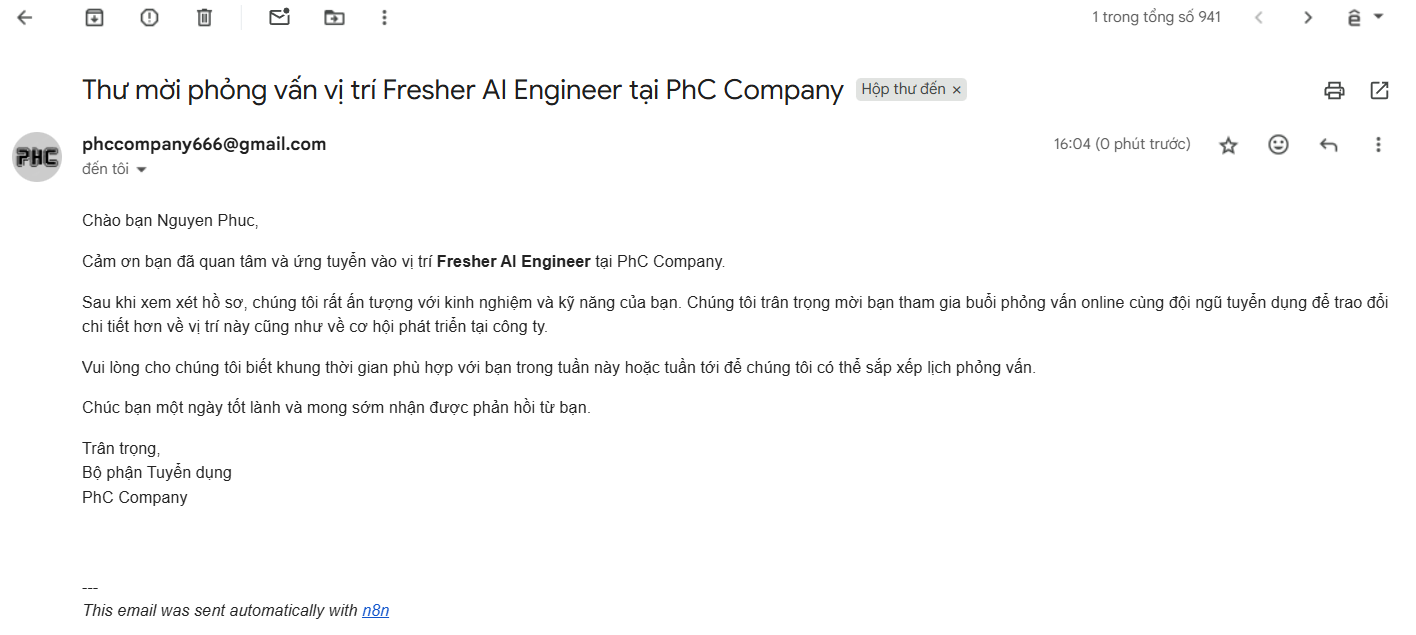 1 trong tổng số 941
Thư mời phỏng vấn vị trí Fresher AI Engineer tại PhC Company Hộp thư đến ×
PHC
phccompany666@gmail.com 16:04 (0 phút trước)
đến tôi
Chào bạn Nguyen Phuc,
Cảm ơn bạn đã quan tâm và ứng tuyển vào vị trí Fresher AI Engineer tại PhC Company.
Sau khi xem xét hồ sơ, chúng tôi rất ấn tượng với kinh nghiệm và kỹ năng của bạn. Chúng tôi trân trọng mời bạn tham gia buổi phỏng vấn online cùng đội ngũ tuyển dụng để trao đổi
chi tiết hơn về vị trí này cũng như về cơ hội phát triển tại công ty.
Vui lòng cho chúng tôi biết khung thời gian phù hợp với bạn trong tuần này hoặc tuần tới để chúng tôi có thể sắp xếp lịch phỏng vấn.
Chúc bạn một ngày tốt lành và mong sớm nhận được phản hồi từ bạn.
Trân trọng,
Bộ phận Tuyển dụng
PhC Company
---
This email was sent automatically with n8n